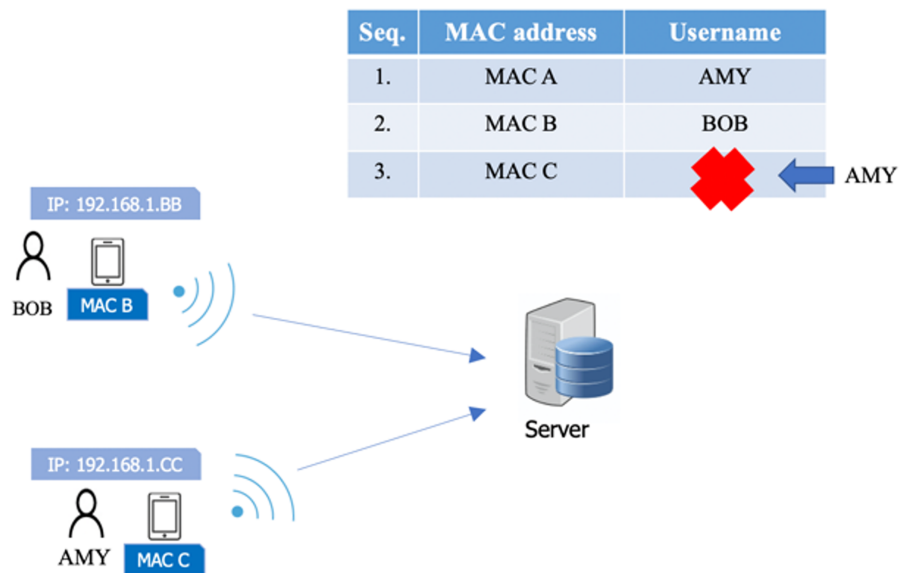 Seq. MAC address Username
1. MAC A AMY
2. MAC B BOB
3. MAC C
AMY
IP: 192.168.1.BB
BOB
MAC B
Server
IP: 192.168.1.CC
AMY
MAC C